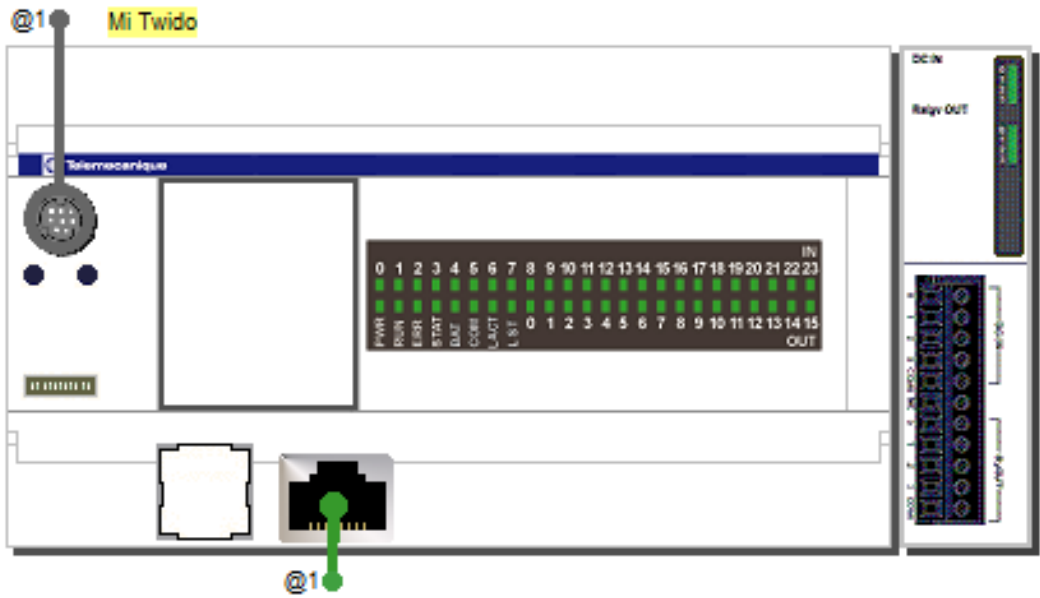 @1 Mi Twido
DC IN
Relay OUT
Telemecanique
IN
0 1 2 3 4 5 6 7 8 9 10 11 12 13 14 15 16 17 18 19 20 21 22 23
PWR RUN ERR STAT BAT COM LACT L ST 0 1 2 3 4 5 6 7 8 9 10 11 12 13 14 15
OUT
@1